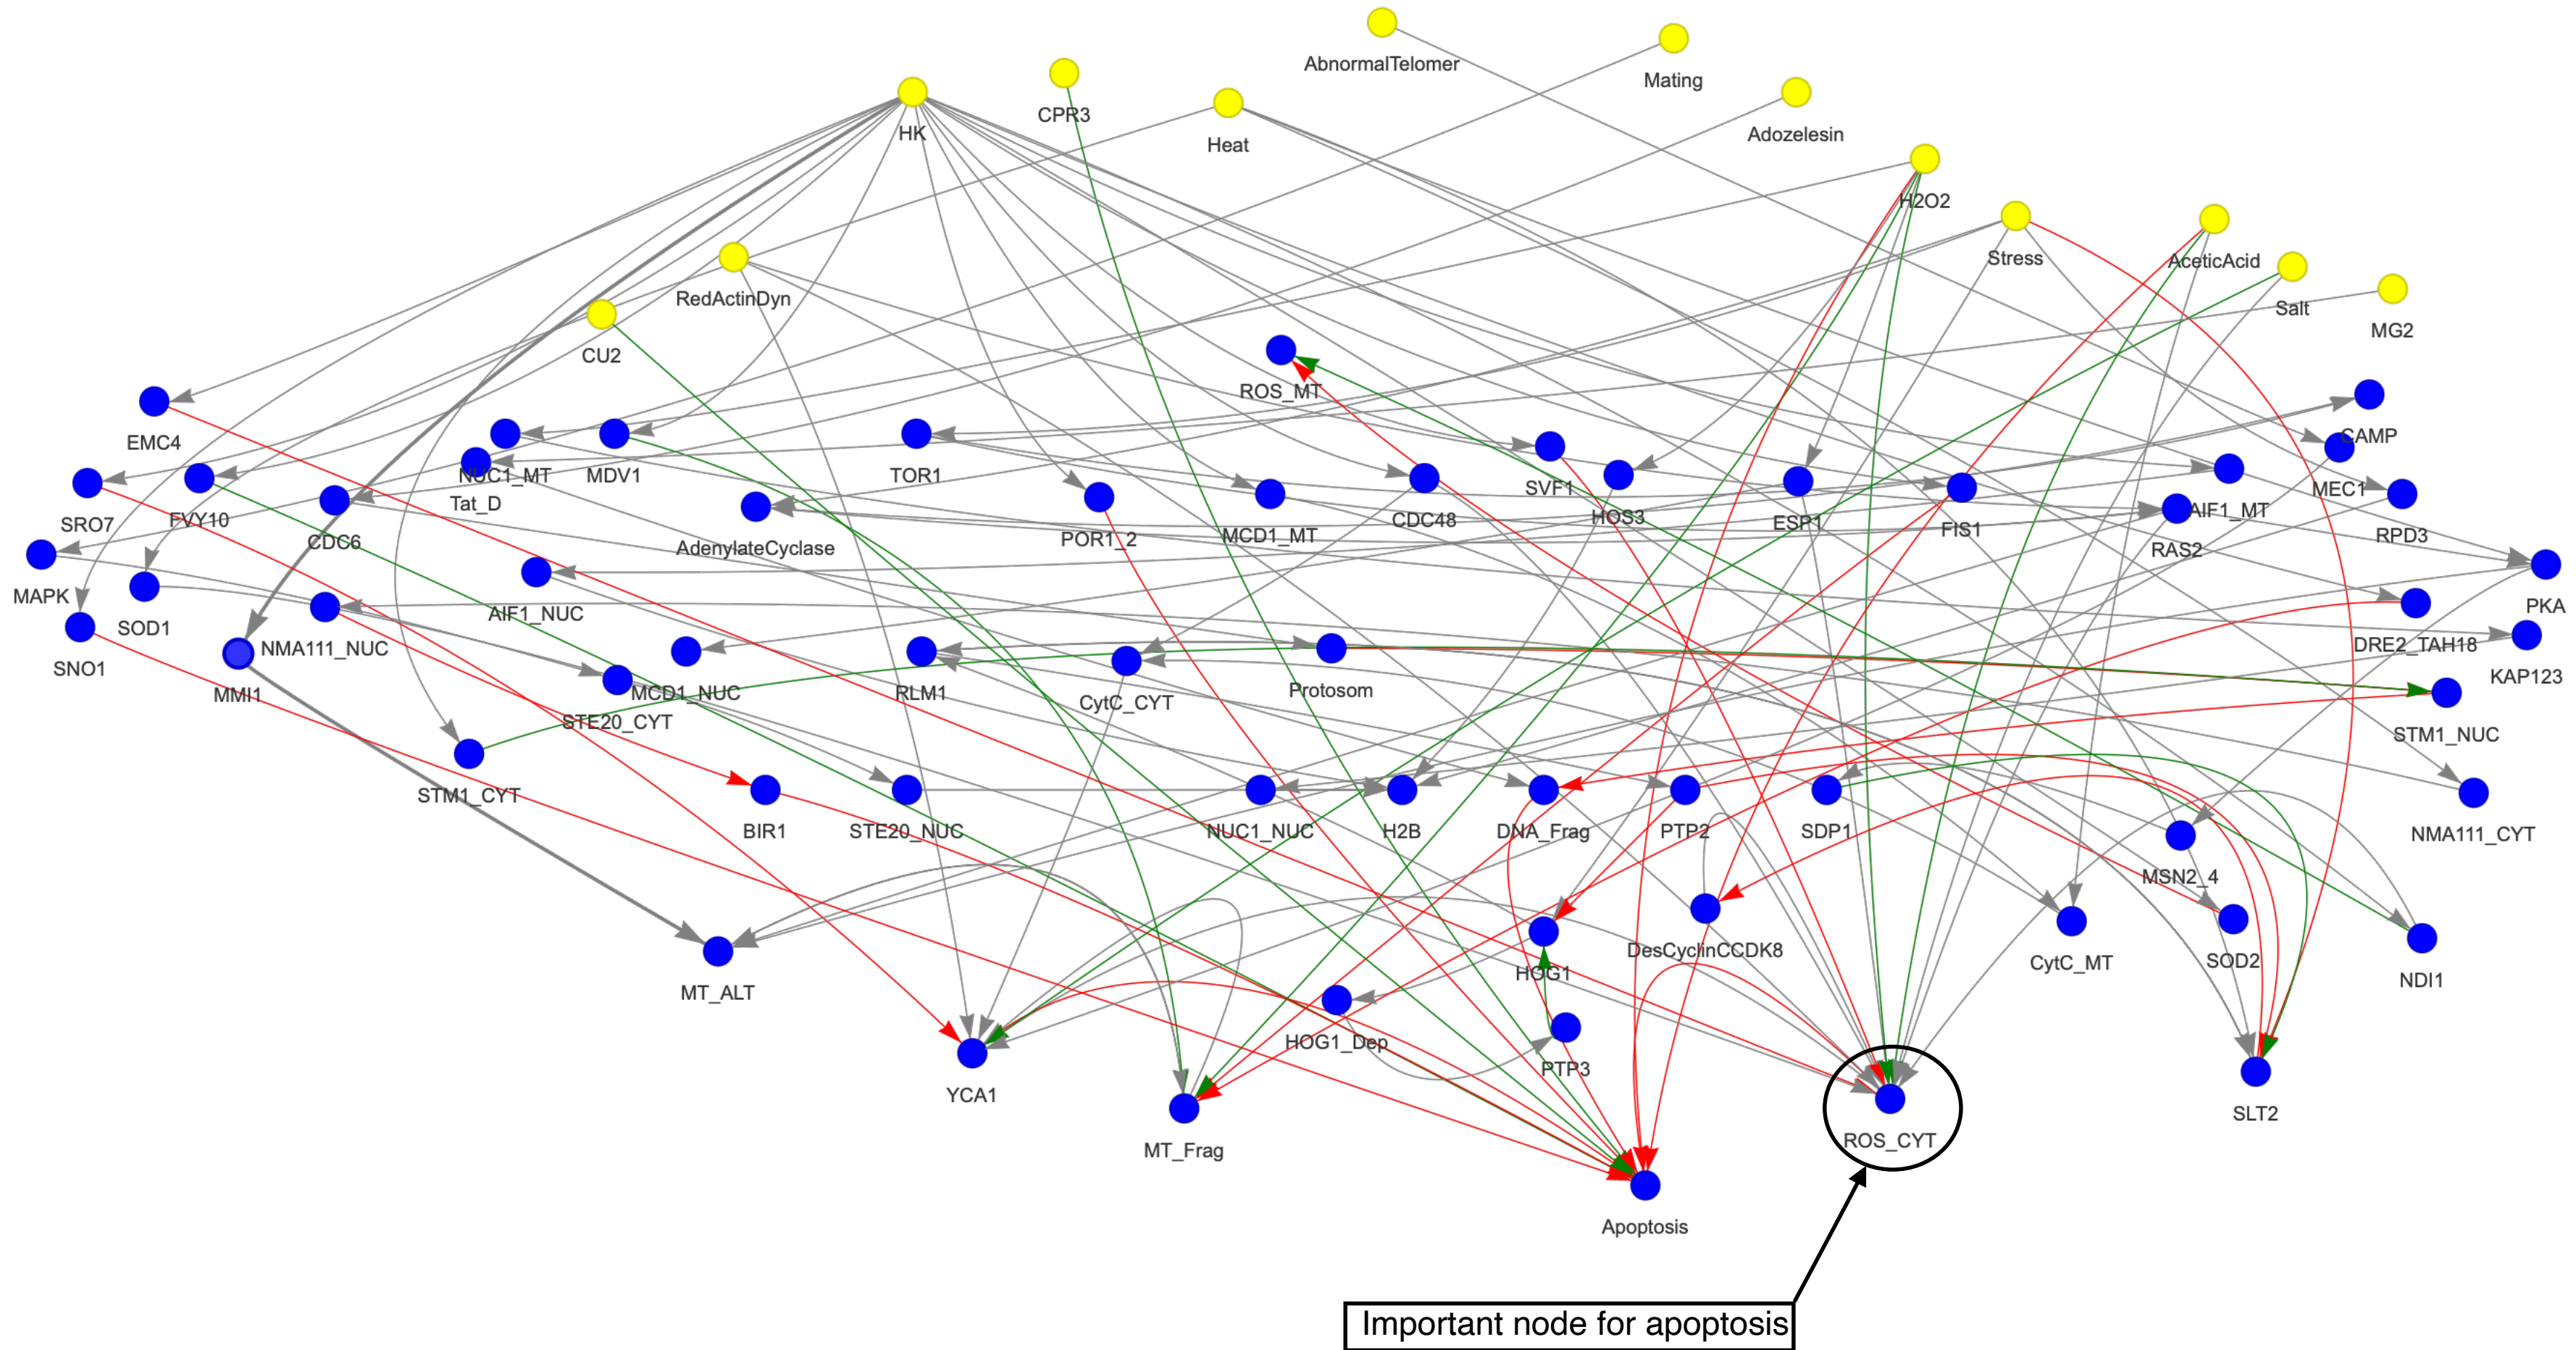 AbnormalTelomer
Mating
CPR3
HK
Heat
Adozelesin
H2O2
Stress
AceticAcid
RedActinDyn
Salt
MG2
CU2
ROS_MT
EMC4
CAMP
NUC1_MT
MDV1
TOR1
SVF1
MEC1
Tat_D
SRO7
FVY10
CDC48
HOS3
ESP1
FIS1
AIF1_MT
CDC6
AdenylateCyclase
POR1_2
MCD1_MT
RAS2
RPD3
MAPK
SOD1
AIF1_NUC
PKA
SNO1
NMA111_NUC
DRE2_TAH18
KAP123
MMI1
MCD1_NUC
RLM1
CytC_CYT
Protosom
STE20_CYT
STM1_NUC
STM1_CYT
BIR1
STE20_NUC
NUC1_NUC
H2B
DNA_Frag
PTP2
SDP1
NMA111_CYT
MSN2_4
DesCyclinCCDK8
MT_ALT
HOG1
CytC_MT
SOD2
NDI1
HOG1_Dep
PTP3
YCA1
MT_Frag
ROS_CYT
SLT2
Apoptosis
Important node for apoptosis